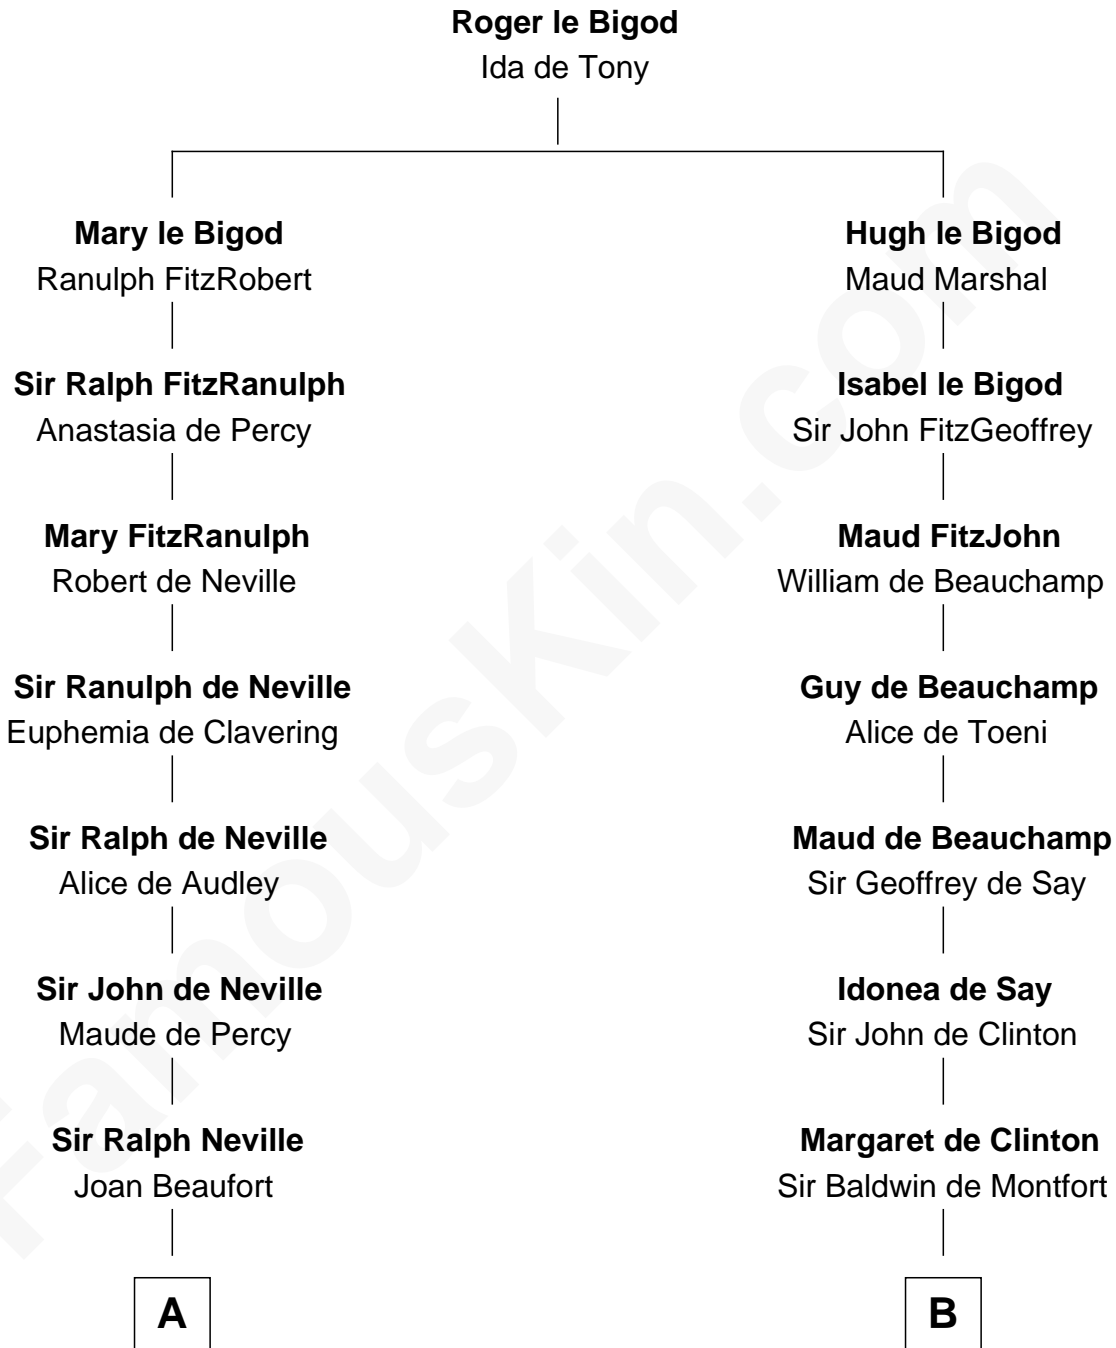 Roger le Bigod
Ida de Tony
Mary le Bigod
Ranulph FitzRobert
Hugh le Bigod
Maud Marshal
Sir Ralph FitzRanulph
Anastasia de Percy
Isabel le Bigod
Sir John FitzGeoffrey
Mary FitzRanulph
Robert de Neville
Maud FitzJohn
William de Beauchamp
Sir Ranulph de Neville
Euphemia de Clavering
Guy de Beauchamp
Alice de Toeni
Sir Ralph de Neville
Alice de Audley
Maud de Beauchamp
Sir Geoffrey de Say
Sir John de Neville
Maude de Percy
Idonea de Say
Sir John de Clinton
Sir Ralph Neville
Joan Beaufort
Margaret de Clinton
Sir Baldwin de Montfort
A
B
FamousKin.com